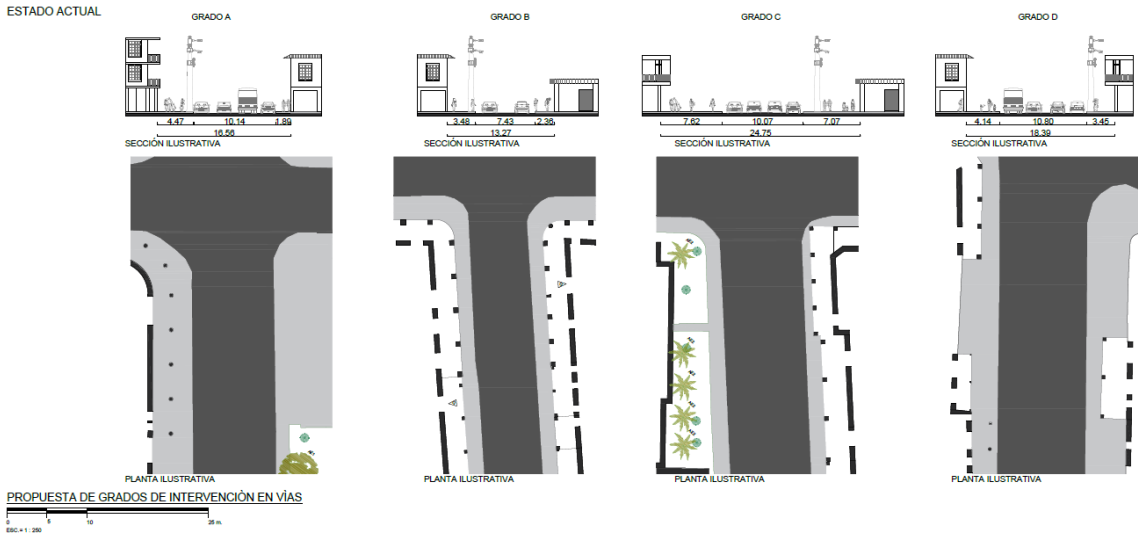 ESTADO ACTUAL
GRADO A
GRADO B
GRADO C
GRADO D
4.47 10.14 1.89
16.56
3.48 7.43 2.36
13.27
7.62 10.07 7.07
24.75
4.14 10.80 3.45
18.39
SECCIÓN ILUSTRATIVA
SECCIÓN ILUSTRATIVA
SECCIÓN ILUSTRATIVA
SECCIÓN ILUSTRATIVA
PLANTA ILUSTRATIVA
PLANTA ILUSTRATIVA
PLANTA ILUSTRATIVA
PLANTA ILUSTRATIVA
PROPUESTA DE GRADOS DE INTERVENCIÒN EN VÌAS
0 5 10 25 m.
ESC.= 1 : 250